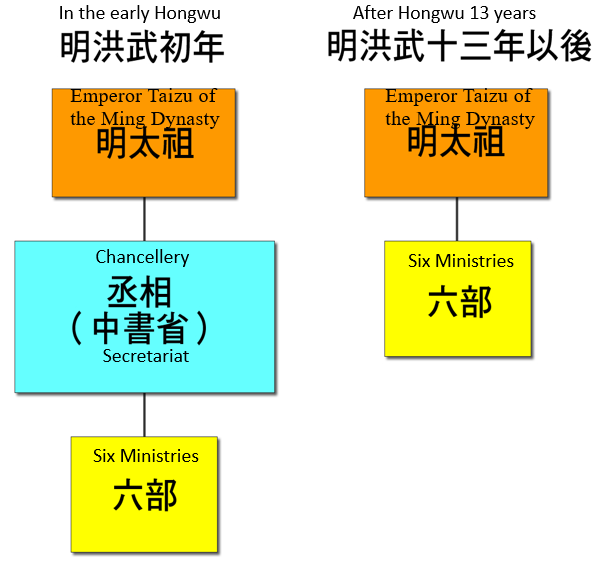 In the early Hongwu
明洪武初年
Emperor Taizu of
the Ming Dynasty
明太祖
Chancellery
丞相
（中書省）
Secretariat
Six Ministries
六部
After Hongwu 13 years
明洪武十三年以後
Emperor Taizu of
the Ming Dynasty
明太祖
Six Ministries
六部